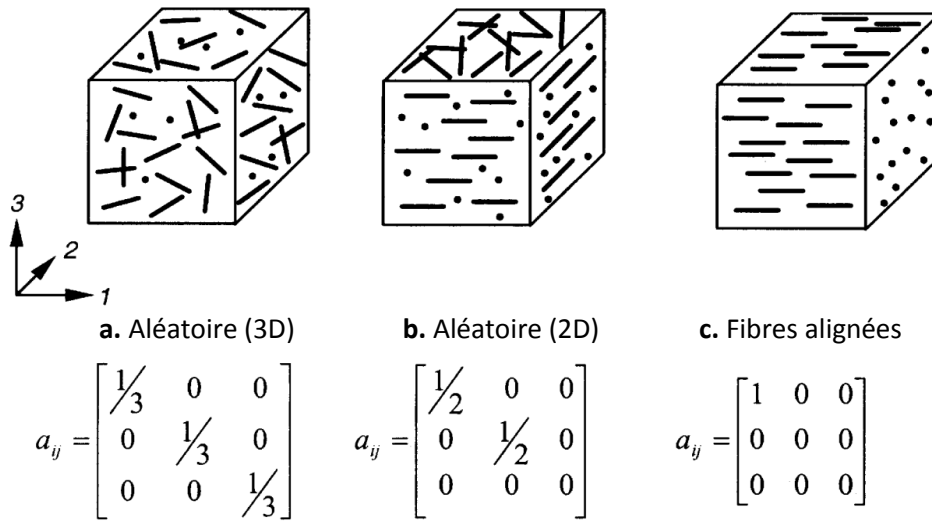 3
2
1
a. Aléatoire (3D)
b. Aléatoire (2D)
c. Fibres alignées
a_ij = [1/3 0 0
0 1/3 0
0 0 1/3]
a_ij = [1/2 0 0
0 1/2 0
0 0 0]
a_ij = [1 0 0
0 0 0
0 0 0]